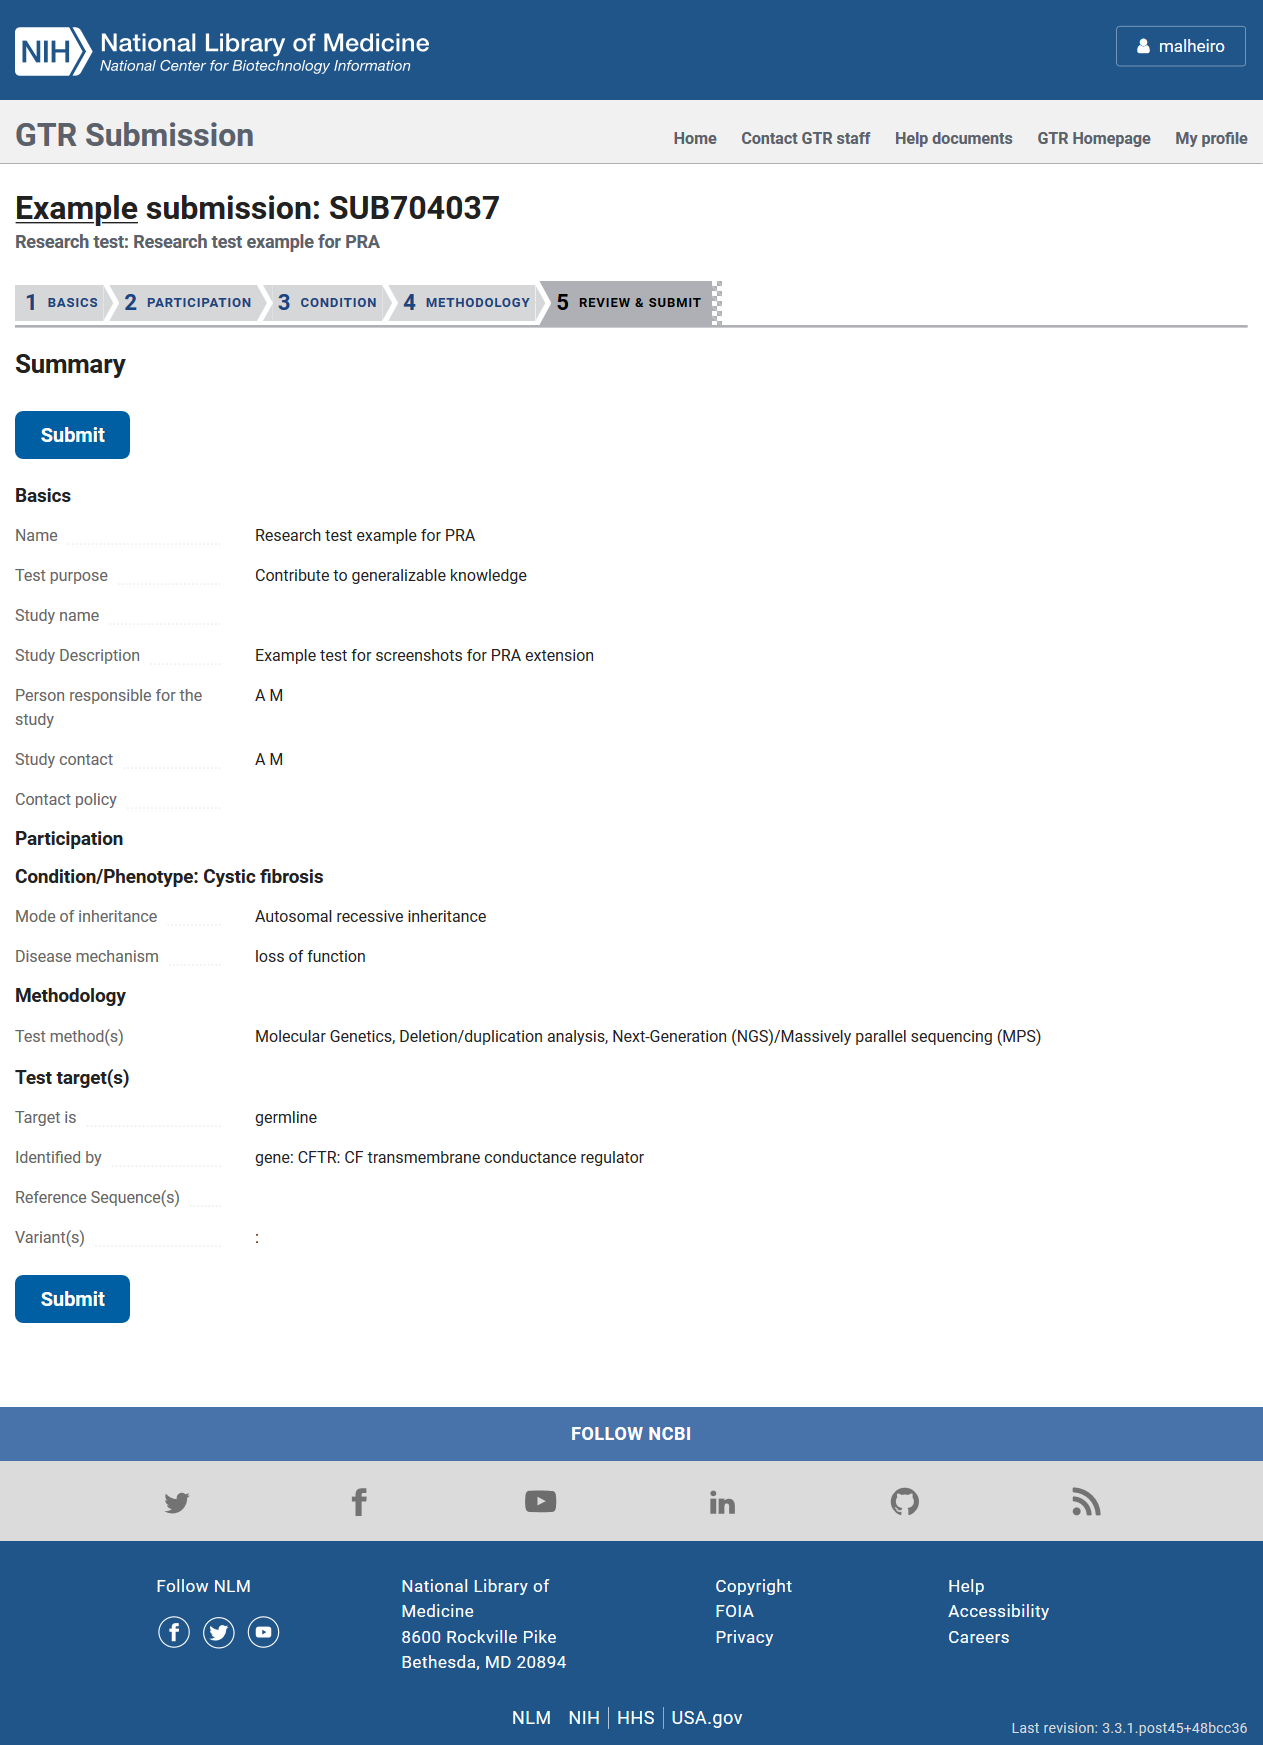 NIH National Library of Medicine
National Center for Biotechnology Information
malheiro
GTR Submission
Home Contact GTR staff Help documents GTR Homepage My profile
Example submission: SUB704037
Research test: Research test example for PRA
1 BASICS 2 PARTICIPATION 3 CONDITION 4 METHODOLOGY 5 REVIEW & SUBMIT
Summary
Submit
Basics
Name Research test example for PRA
Test purpose Contribute to generalizable knowledge
Study name
Study Description Example test for screenshots for PRA extension
Person responsible for the A M
study
Study contact A M
Contact policy
Participation
Condition/Phenotype: Cystic fibrosis
Mode of inheritance Autosomal recessive inheritance
Disease mechanism loss of function
Methodology
Test method(s) Molecular Genetics, Deletion/duplication analysis, Next-Generation (NGS)/Massively parallel sequencing (MPS)
Test target(s)
Target is germline
Identified by gene: CFTR: CF transmembrane conductance regulator
Reference Sequence(s)
Variant(s) :
Submit
FOLLOW NCBI
Follow NLM
National Library of
Medicine
8600 Rockville Pike
Bethesda, MD 20894
Copyright
FOIA
Privacy
Help
Accessibility
Careers
NLM NIH HHS USA.gov
Last revision: 3.3.1.post45+48bcc36